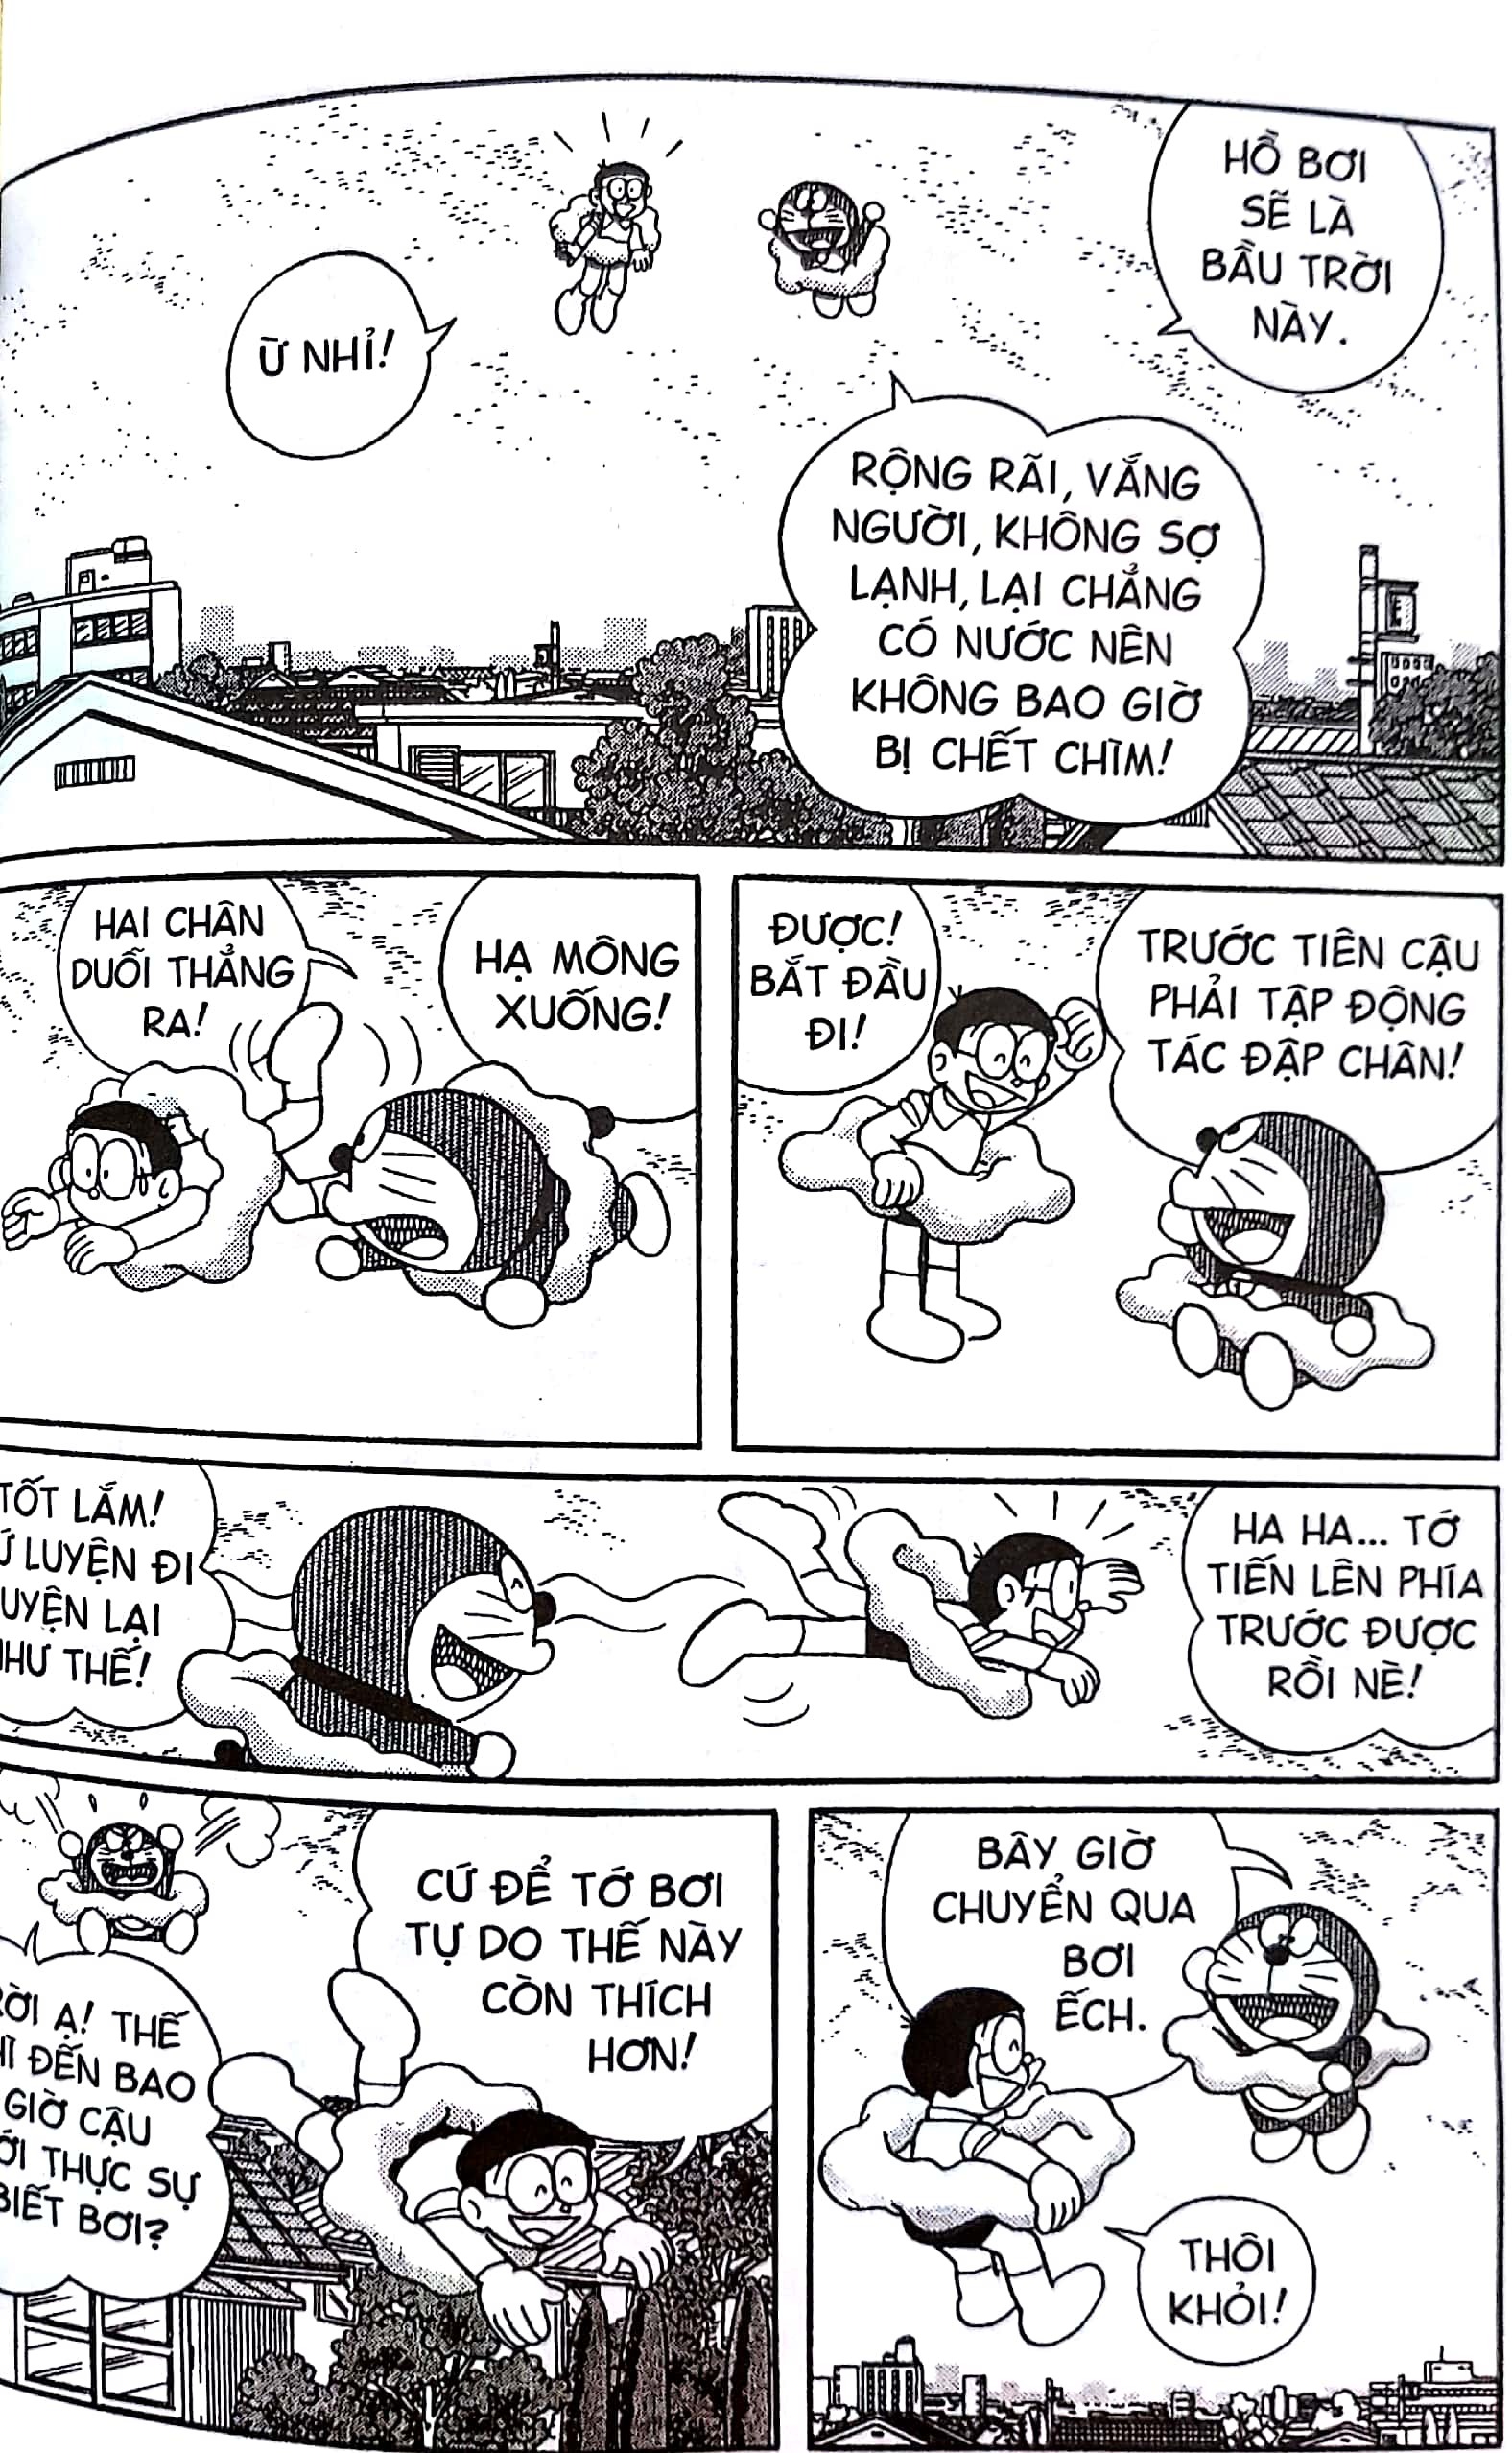 HỒ BƠI
SẼ LÀ
BẦU TRỜI
NÀY.
Ừ NHỈ!
RỘNG RÃI, VẮNG
NGƯỜI, KHÔNG SỢ
LẠNH, LẠI CHẲNG
CÓ NƯỚC NÊN
KHÔNG BAO GIỜ
BỊ CHẾT CHÌM!
TRƯỚC TIÊN CẬU
PHẢI TẬP ĐỘNG
TÁC ĐẬP CHÂN!
ĐƯỢC!
BẮT ĐẦU
ĐI!
HẠ MÔNG
XUỐNG!
HAI CHÂN
DUỖI THẲNG
RA!
HA HA... TỚ
TIẾN LÊN PHÍA
TRƯỚC ĐƯỢC
RỒI NÈ!
TỐT LẮM!
LUYỆN ĐI
LẠI
THẾ!
BÂY GIỜ
CHUYỂN QUA
BƠI
ẾCH.
THÔI
KHỎI!
CỨ ĐỂ TỚ BƠI
TỰ DO THẾ NÀY
CÒN THÍCH
HƠN!
Ạ! THẾ
ĐẾN BAO
GIỜ CẬU
THỰC SỰ
BIẾT BƠI?